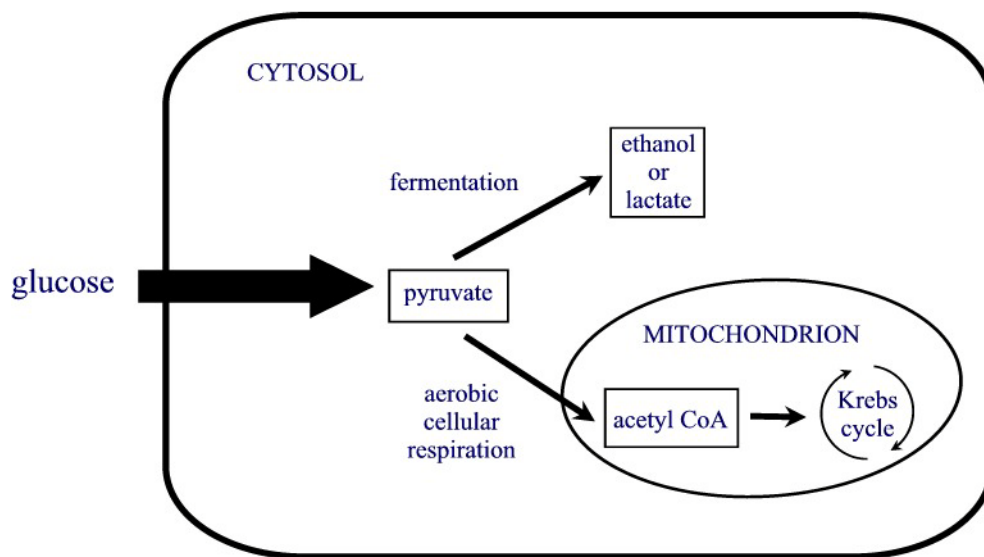 CYTOSOL
ethanol
or
lactate
fermentation
glucose
pyruvate
MITOCHONDRION
aerobic
cellular
respiration
acetyl CoA
Krebs
cycle